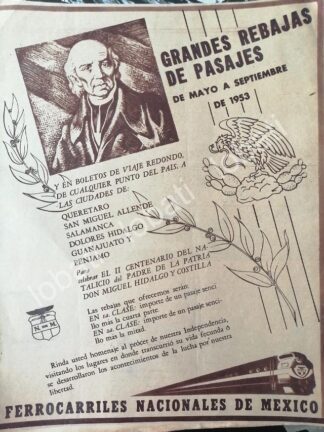 GRANDES REBAJAS
DE PASAJES
DE MAYO A SEPTIEMBRE
DE 1953
Y EN BOLETOS DE VIAJE REDONDO,
DE CUALQUIER PUNTO DEL PAIS, A
LAS CIUDADES DE:
QUERETARO
SAN MIGUEL ALLENDE
SALAMANCA
DOLORES HIDALGO
GUANAJUATO Y
PENJAMO
Para
celebrar EL II CENTENARIO DEL NA-
TALICIO del PADRE DE LA PATRIA
DON MIGUEL HIDALGO Y COSTILLA
Las rebajas que ofrecemos serán:
EN 1a. CLASE: importe de un pasaje senci-
llo más la cuarta parte
EN 2a. CLASE: importe de un pasaje senci-
llo más la mitad.
N de M
Rinda usted homenaje al prócer de nuestra Independencia,
visitando los lugares en donde transcurrió su vida fecunda ó
se desarrollaron los acontecimientos de la lucha por nuestra
libertad.
FERROCARRILES NACIONALES DE MEXICO